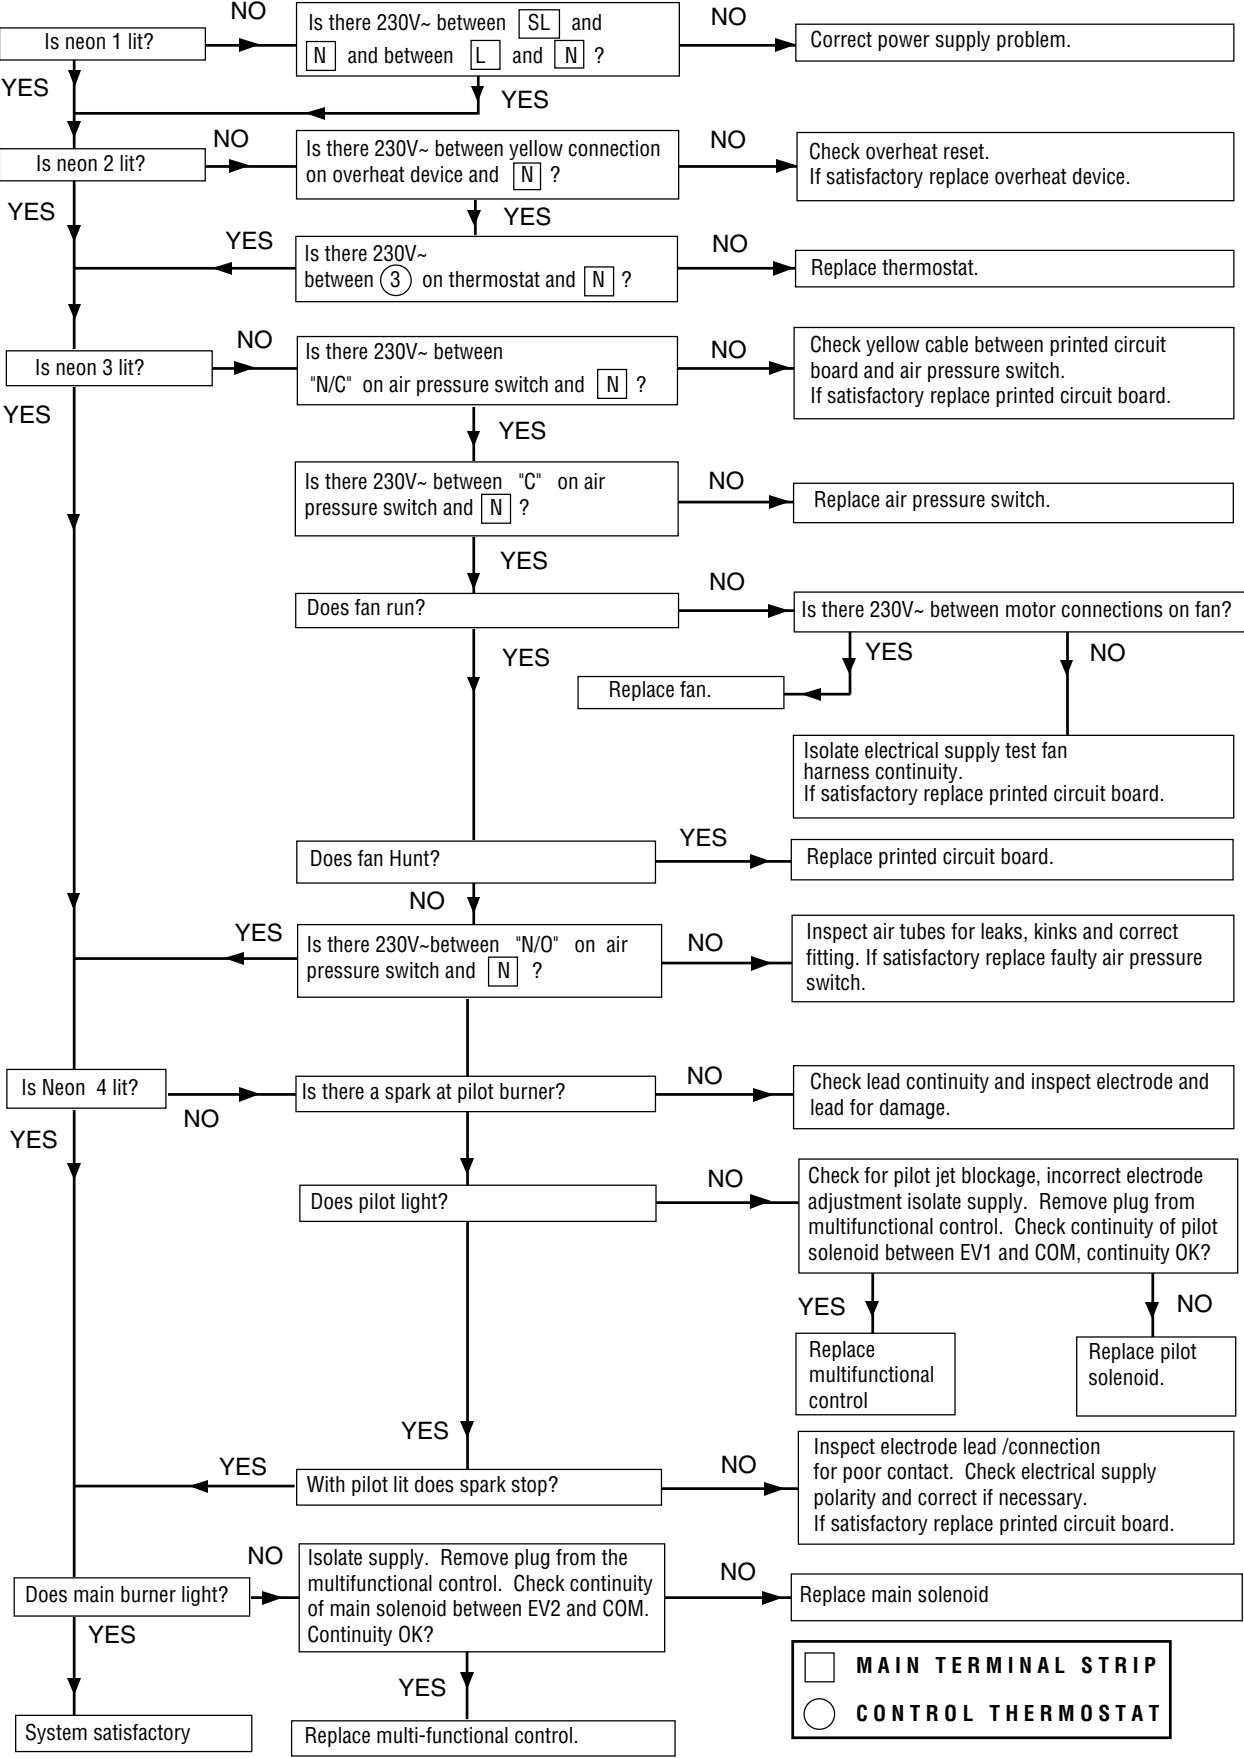 Is neon 1 lit?
NO
Is there 230V~ between SL and
N and between L and N ?
NO
Correct power supply problem.
YES
YES
Is neon 2 lit?
NO
Is there 230V~ between yellow connection
on overheat device and N ?
NO
Check overheat reset.
If satisfactory replace overheat device.
YES
YES
YES
Is there 230V~
between 3 on thermostat and N ?
NO
Replace thermostat.
Is neon 3 lit?
NO
Is there 230V~ between
"N/C" on air pressure switch and N ?
NO
Check yellow cable between printed circuit
board and air pressure switch.
If satisfactory replace printed circuit board.
YES
YES
Is there 230V~ between "C" on air
pressure switch and N ?
NO
Replace air pressure switch.
YES
Does fan run?
NO
Is there 230V~ between motor connections on fan?
YES
YES
NO
Replace fan.
Isolate electrical supply test fan
harness continuity.
If satisfactory replace printed circuit board.
Does fan Hunt?
YES
Replace printed circuit board.
NO
YES
Is there 230V~between "N/O" on air
pressure switch and N ?
NO
Inspect air tubes for leaks, kinks and correct
fitting. If satisfactory replace faulty air pressure
switch.
Is Neon 4 lit?
NO
Is there a spark at pilot burner?
NO
Check lead continuity and inspect electrode and
lead for damage.
YES
Does pilot light?
NO
Check for pilot jet blockage, incorrect electrode
adjustment isolate supply. Remove plug from
multifunctional control. Check continuity of pilot
solenoid between EV1 and COM, continuity OK?
YES
NO
Replace
multifunctional
control
Replace pilot
solenoid.
YES
YES
With pilot lit does spark stop?
NO
Inspect electrode lead /connection
for poor contact. Check electrical supply
polarity and correct if necessary.
If satisfactory replace printed circuit board.
Does main burner light?
NO
Isolate supply. Remove plug from the
multifunctional control. Check continuity
of main solenoid between EV2 and COM.
Continuity OK?
NO
Replace main solenoid
YES
YES
System satisfactory
Replace multi-functional control.
MAIN TERMINAL STRIP
CONTROL THERMOSTAT